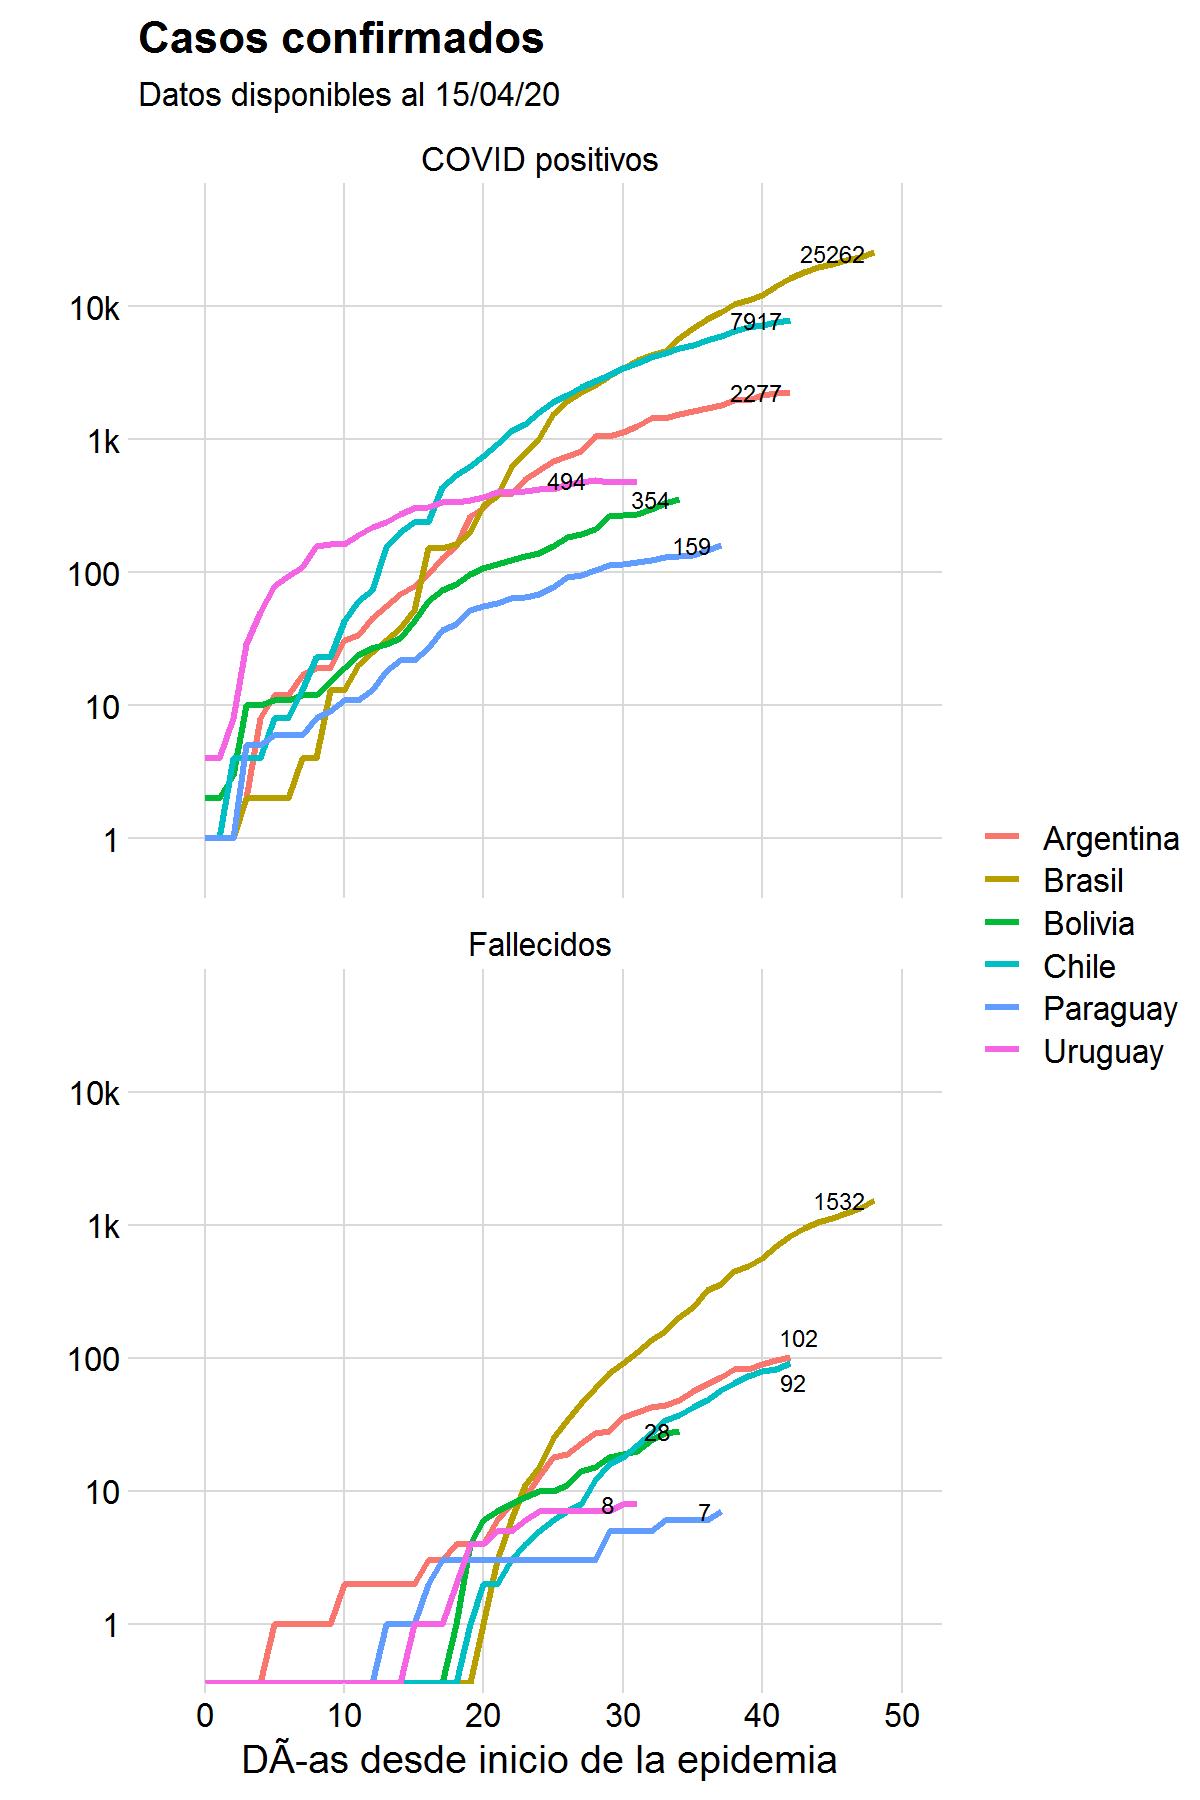 Casos confirmados
Datos disponibles al 15/04/20
COVID positivos
25262
10k
7917
2277
1k
494
354
159
100
10
1
Argentina
Brasil
Bolivia
Chile
Paraguay
Uruguay
Fallecidos
10k
1532
1k
102
100
92
28
10
8
7
1
0 10 20 30 40 50
DÃ-as desde inicio de la epidemia